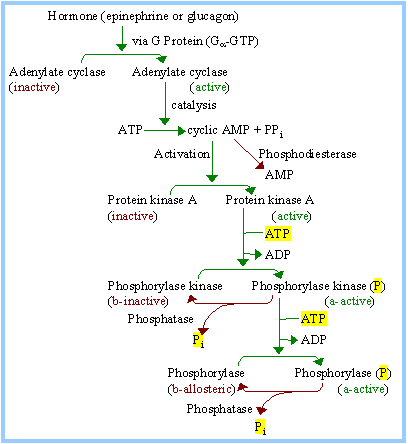 Hormone (epinephrine or glucagon)
via G Protein (Gα-GTP)
Adenylate cyclase Adenylate cyclase
(inactive) (active)
catalysis
ATP cyclic AMP + PPi
Activation Phosphodiesterase
AMP
Protein kinase A Protein kinase A
(inactive) (active)
ATP
ADP
Phosphorylase kinase Phosphorylase kinase (P)
(b-inactive) (a-active)
Phosphatase ATP
Pi ADP
Phosphorylase Phosphorylase (P)
(b-allosteric) (a-active)
Phosphatase
Pi